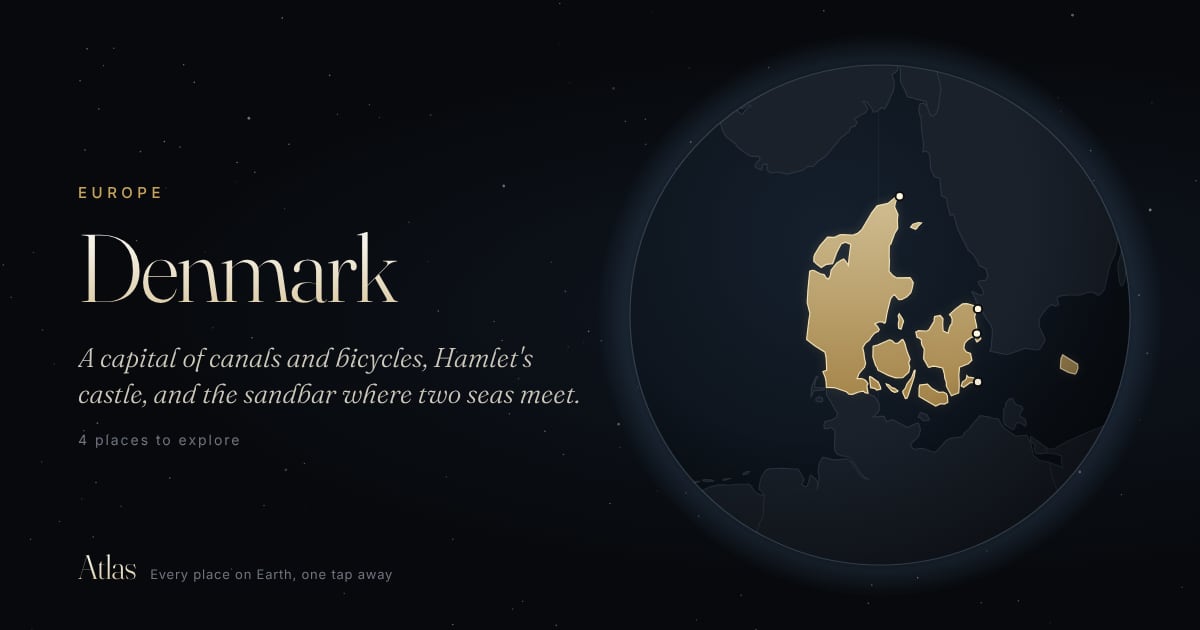 EUROPE
Denmark
A capital of canals and bicycles, Hamlet's
castle, and the sandbar where two seas meet.
4 places to explore
Atlas Every place on Earth, one tap away